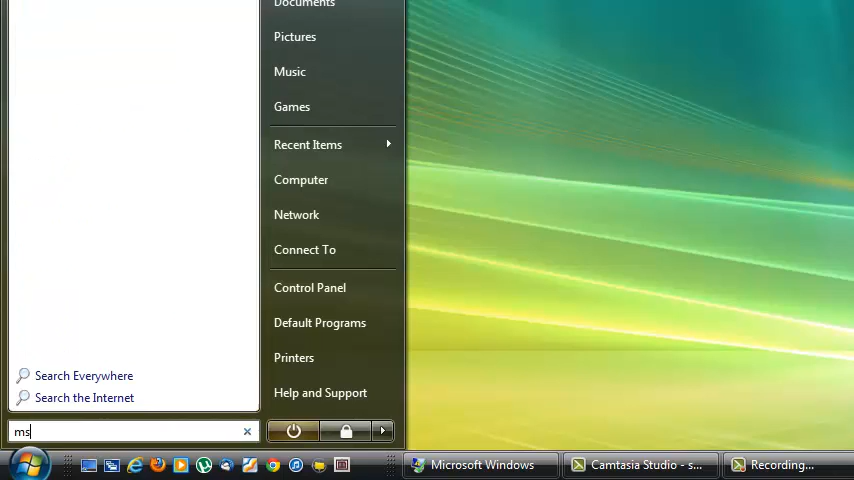 Documents
Pictures
Music
Games
Recent Items
Computer
Network
Connect To
Control Panel
Default Programs
Printers
Help and Support
Search Everywhere
Search the Internet
ms
Microsoft Windows
Camtasia Studio - s...
Recording...